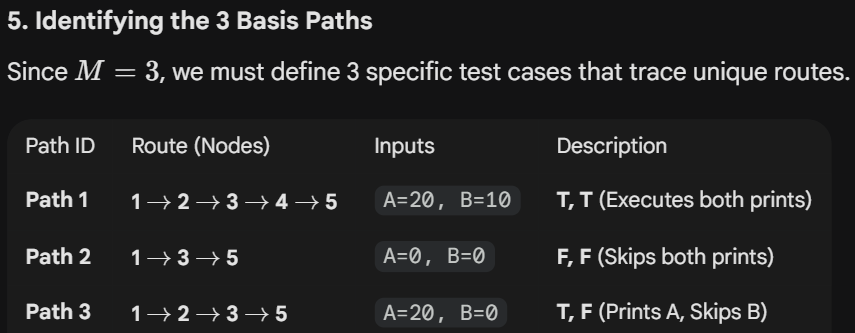 5. Identifying the 3 Basis Paths
Since M = 3, we must define 3 specific test cases that trace unique routes.
Path ID Route (Nodes) Inputs Description
Path 1 1 → 2 → 3 → 4 → 5 A=20, B=10 T, T (Executes both prints)
Path 2 1 → 3 → 5 A=0, B=0 F, F (Skips both prints)
Path 3 1 → 2 → 3 → 5 A=20, B=0 T, F (Prints A, Skips B)